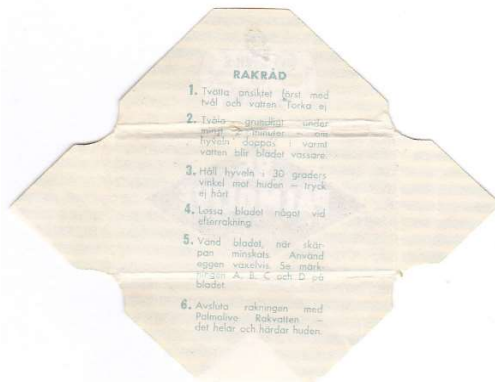 RAKRÅD
1. Tvätta ansiktet först med
tvål och vatten. Torka ej
2. Tvåla grundligt under
minst minuter – om
hyveln doppas i varmt
vatten blir bladet vassare.
3. Håll hyveln i 30 graders
vinkel mot huden – tryck
ej hårt
4. Lossa bladet något vid
efterrakning.
5. Vänd bladet, när skär-
pan minskats. Använd
eggen växelvis. Se märk-
ningen A, B, C och D på
bladet.
6. Avsluta rakningen med
Palmolive Rakvatten –
det helar och härdar huden.